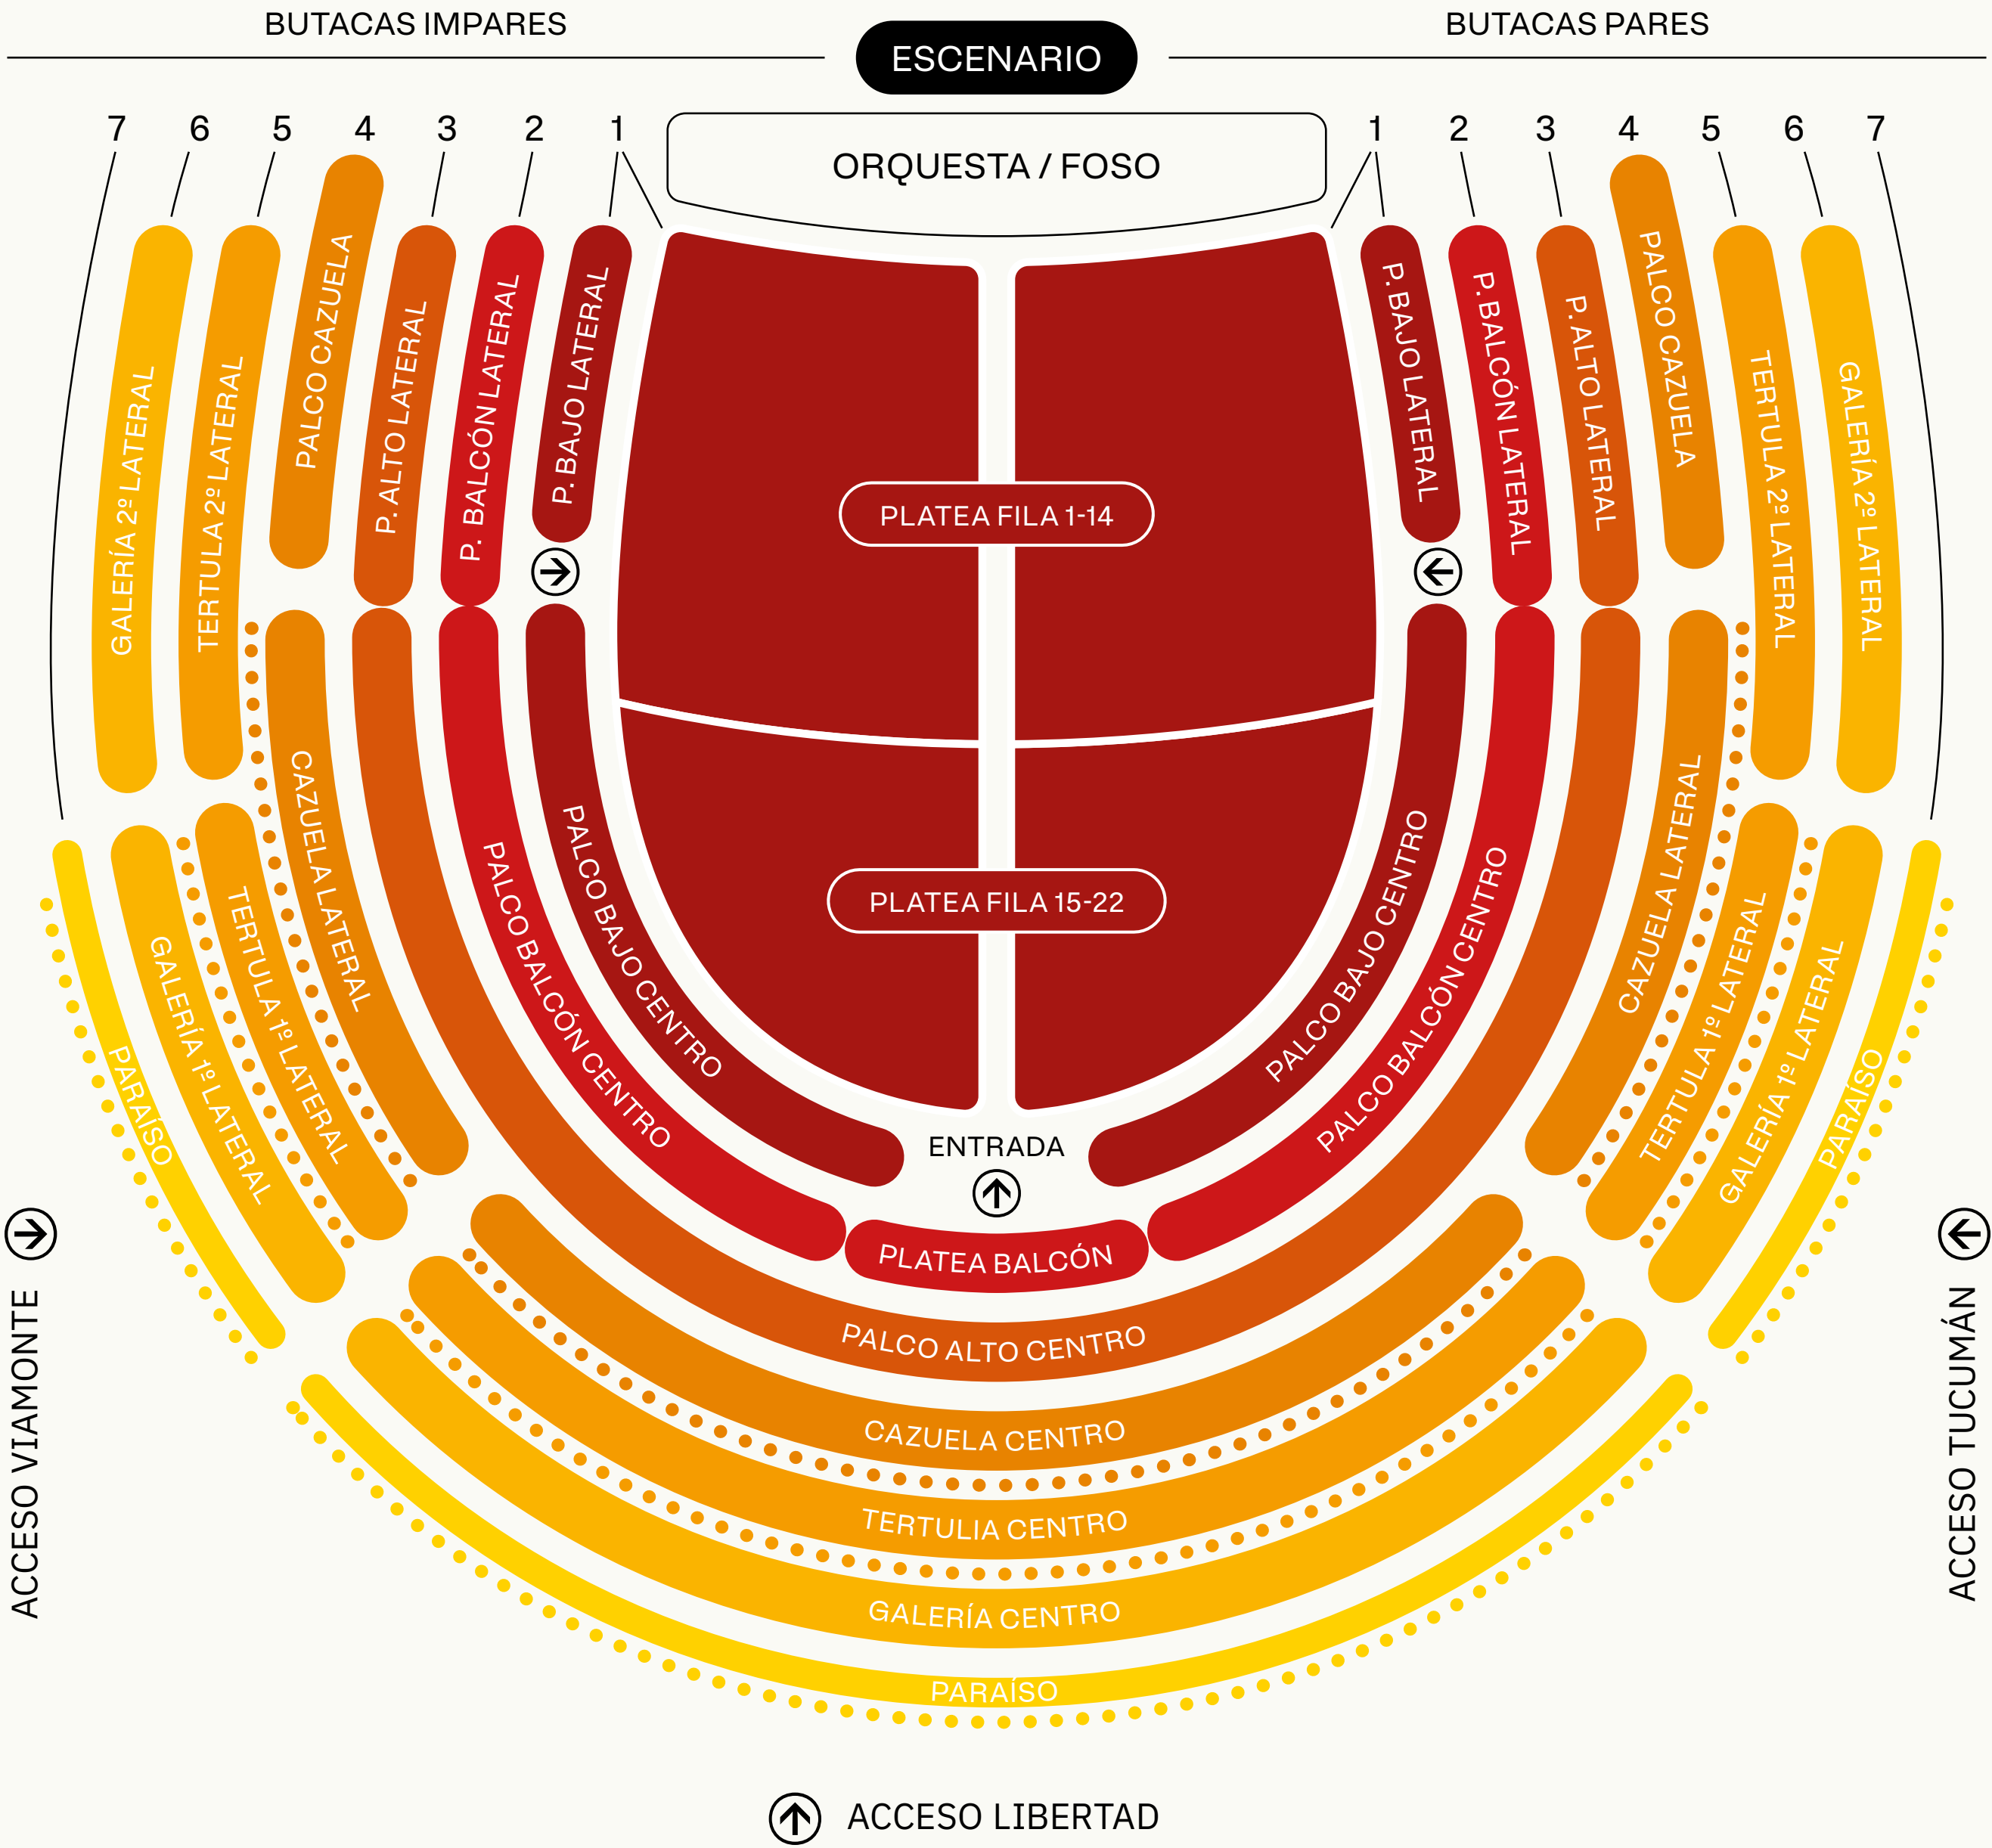 BUTACAS IMPARES
ESCENARIO
BUTACAS PARES
7 6 5 4 3 2 1
1 2 3 4 5 6 7
ORQUESTA / FOSO
GALERÍA 2º LATERAL
TERTULA 2º LATERAL
PALCO CAZUELA
P. ALTO LATERAL
P. BALCÓN LATERAL
P. BAJO LATERAL
P. BAJO LATERAL
P. BALCÓN LATERAL
P. ALTO LATERAL
PALCO CAZUELA
TERTULA 2º LATERAL
GALERÍA 2º LATERAL
PLATEA FILA 1-14
PLATEA FILA 15-22
PARAÍSO
GALERÍA 1º LATERAL
TERTULA 1º LATERAL
CAZUELA LATERAL
PALCO BALCÓN CENTRO
PALCO BAJO CENTRO
PALCO BAJO CENTRO
PALCO BALCÓN CENTRO
CAZUELA LATERAL
TERTULA 1º LATERAL
GALERÍA 1º LATERAL
PARAÍSO
ENTRADA
PLATEA BALCÓN
PALCO ALTO CENTRO
CAZUELA CENTRO
TERTULIA CENTRO
GALERÍA CENTRO
PARAÍSO
ACCESO VIAMONTE
ACCESO TUCUMÁN
ACCESO LIBERTAD